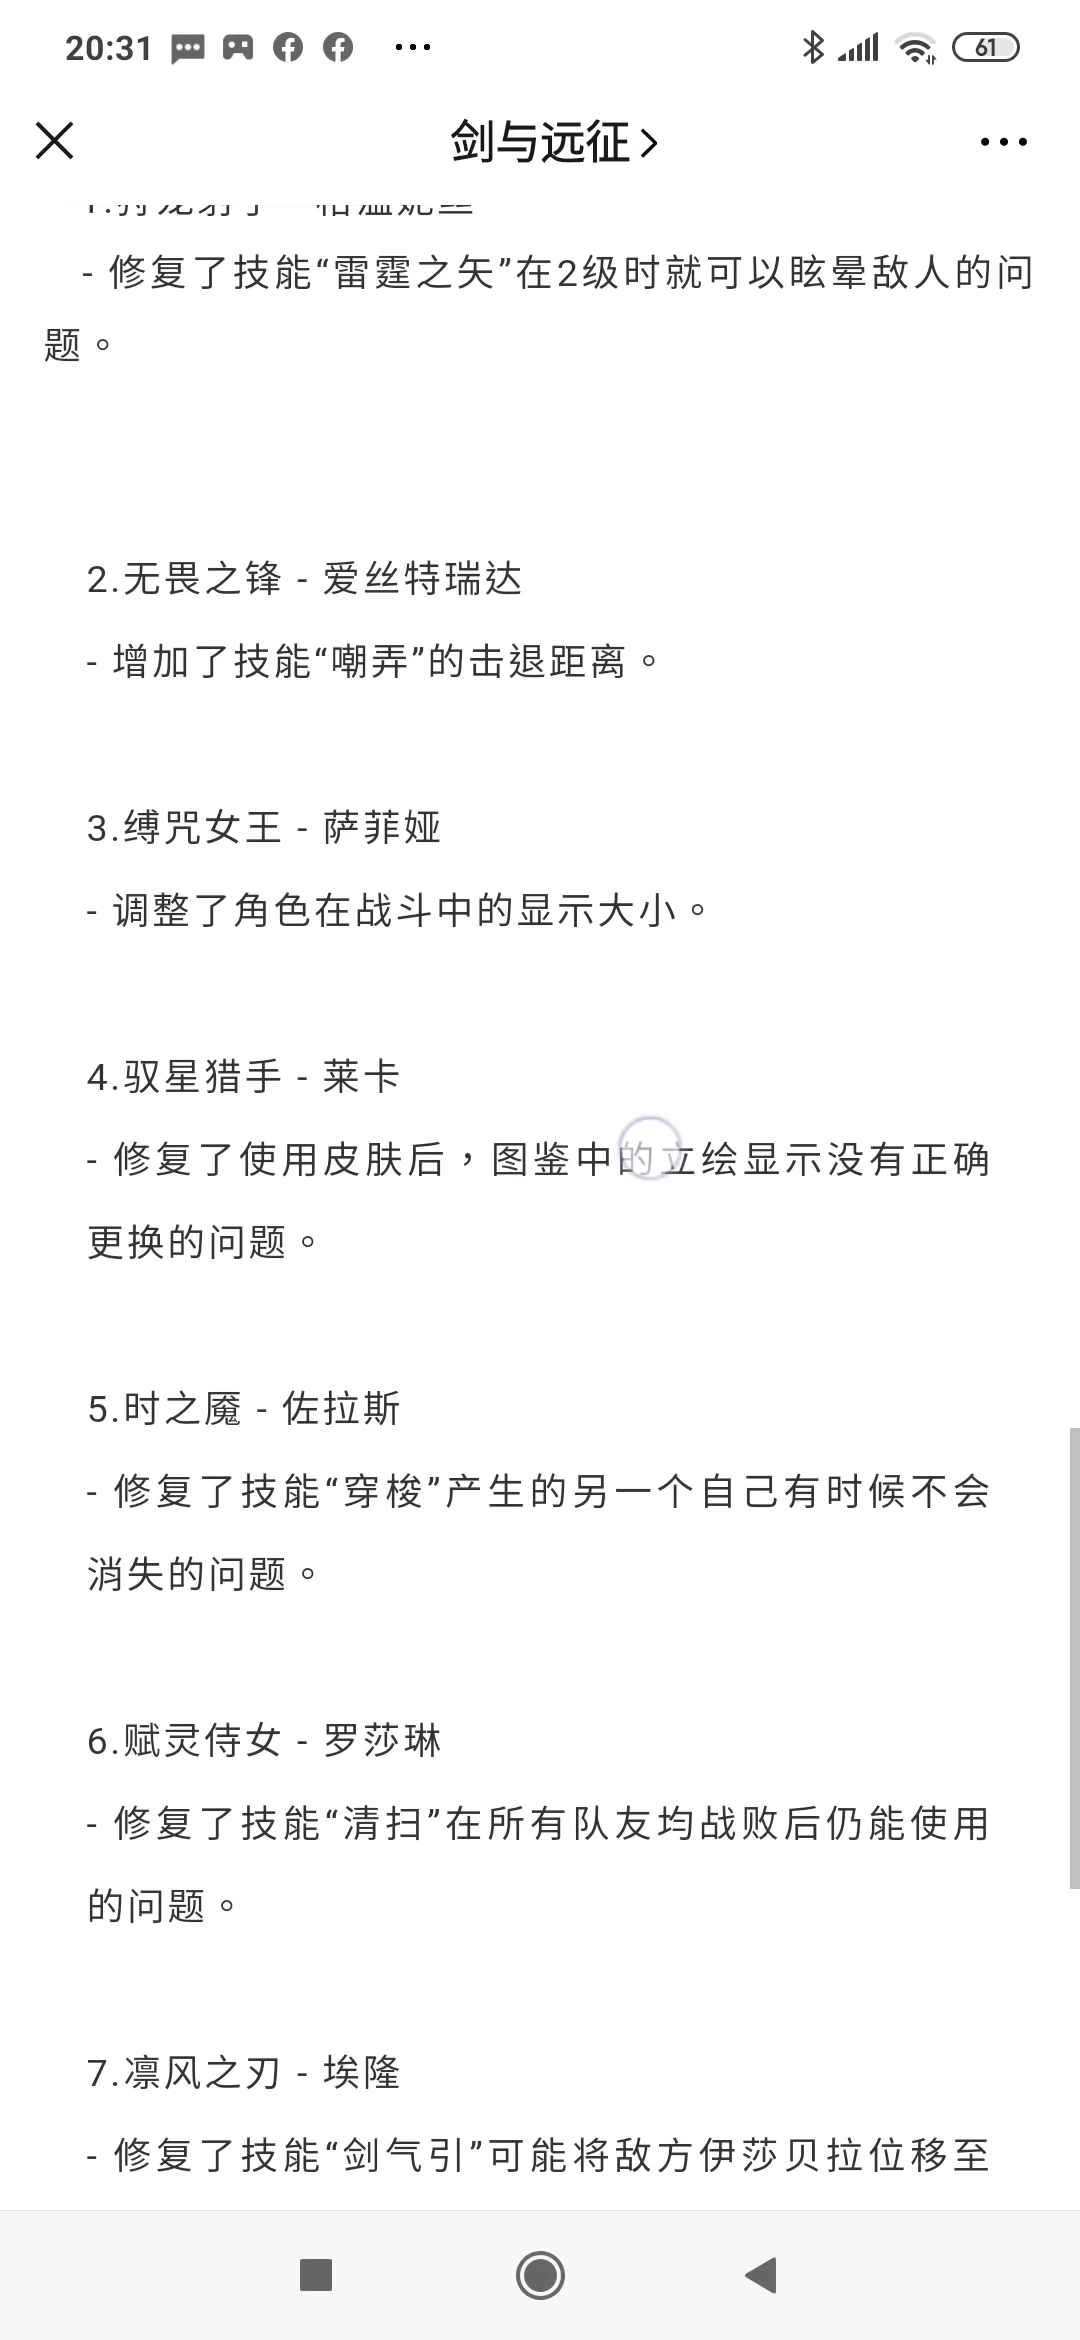 20:31
61
剑与远征
- 修复了技能“雷霆之矢”在2级时就可以眩晕敌人的问
题。
2.无畏之锋 - 爱丝特瑞达
- 增加了技能“嘲弄”的击退距离。
3.缚咒女王 - 萨菲娅
- 调整了角色在战斗中的显示大小。
4.驭星猎手 - 莱卡
- 修复了使用皮肤后，图鉴中的立绘显示没有正确
更换的问题。
5.时之魇 - 佐拉斯
- 修复了技能“穿梭”产生的另一个自己有时候不会
消失的问题。
6.赋灵侍女 - 罗莎琳
- 修复了技能“清扫”在所有队友均战败后仍能使用
的问题。
7.凛风之刃 - 埃隆
- 修复了技能“剑气引”可能将敌方伊莎贝拉位移至